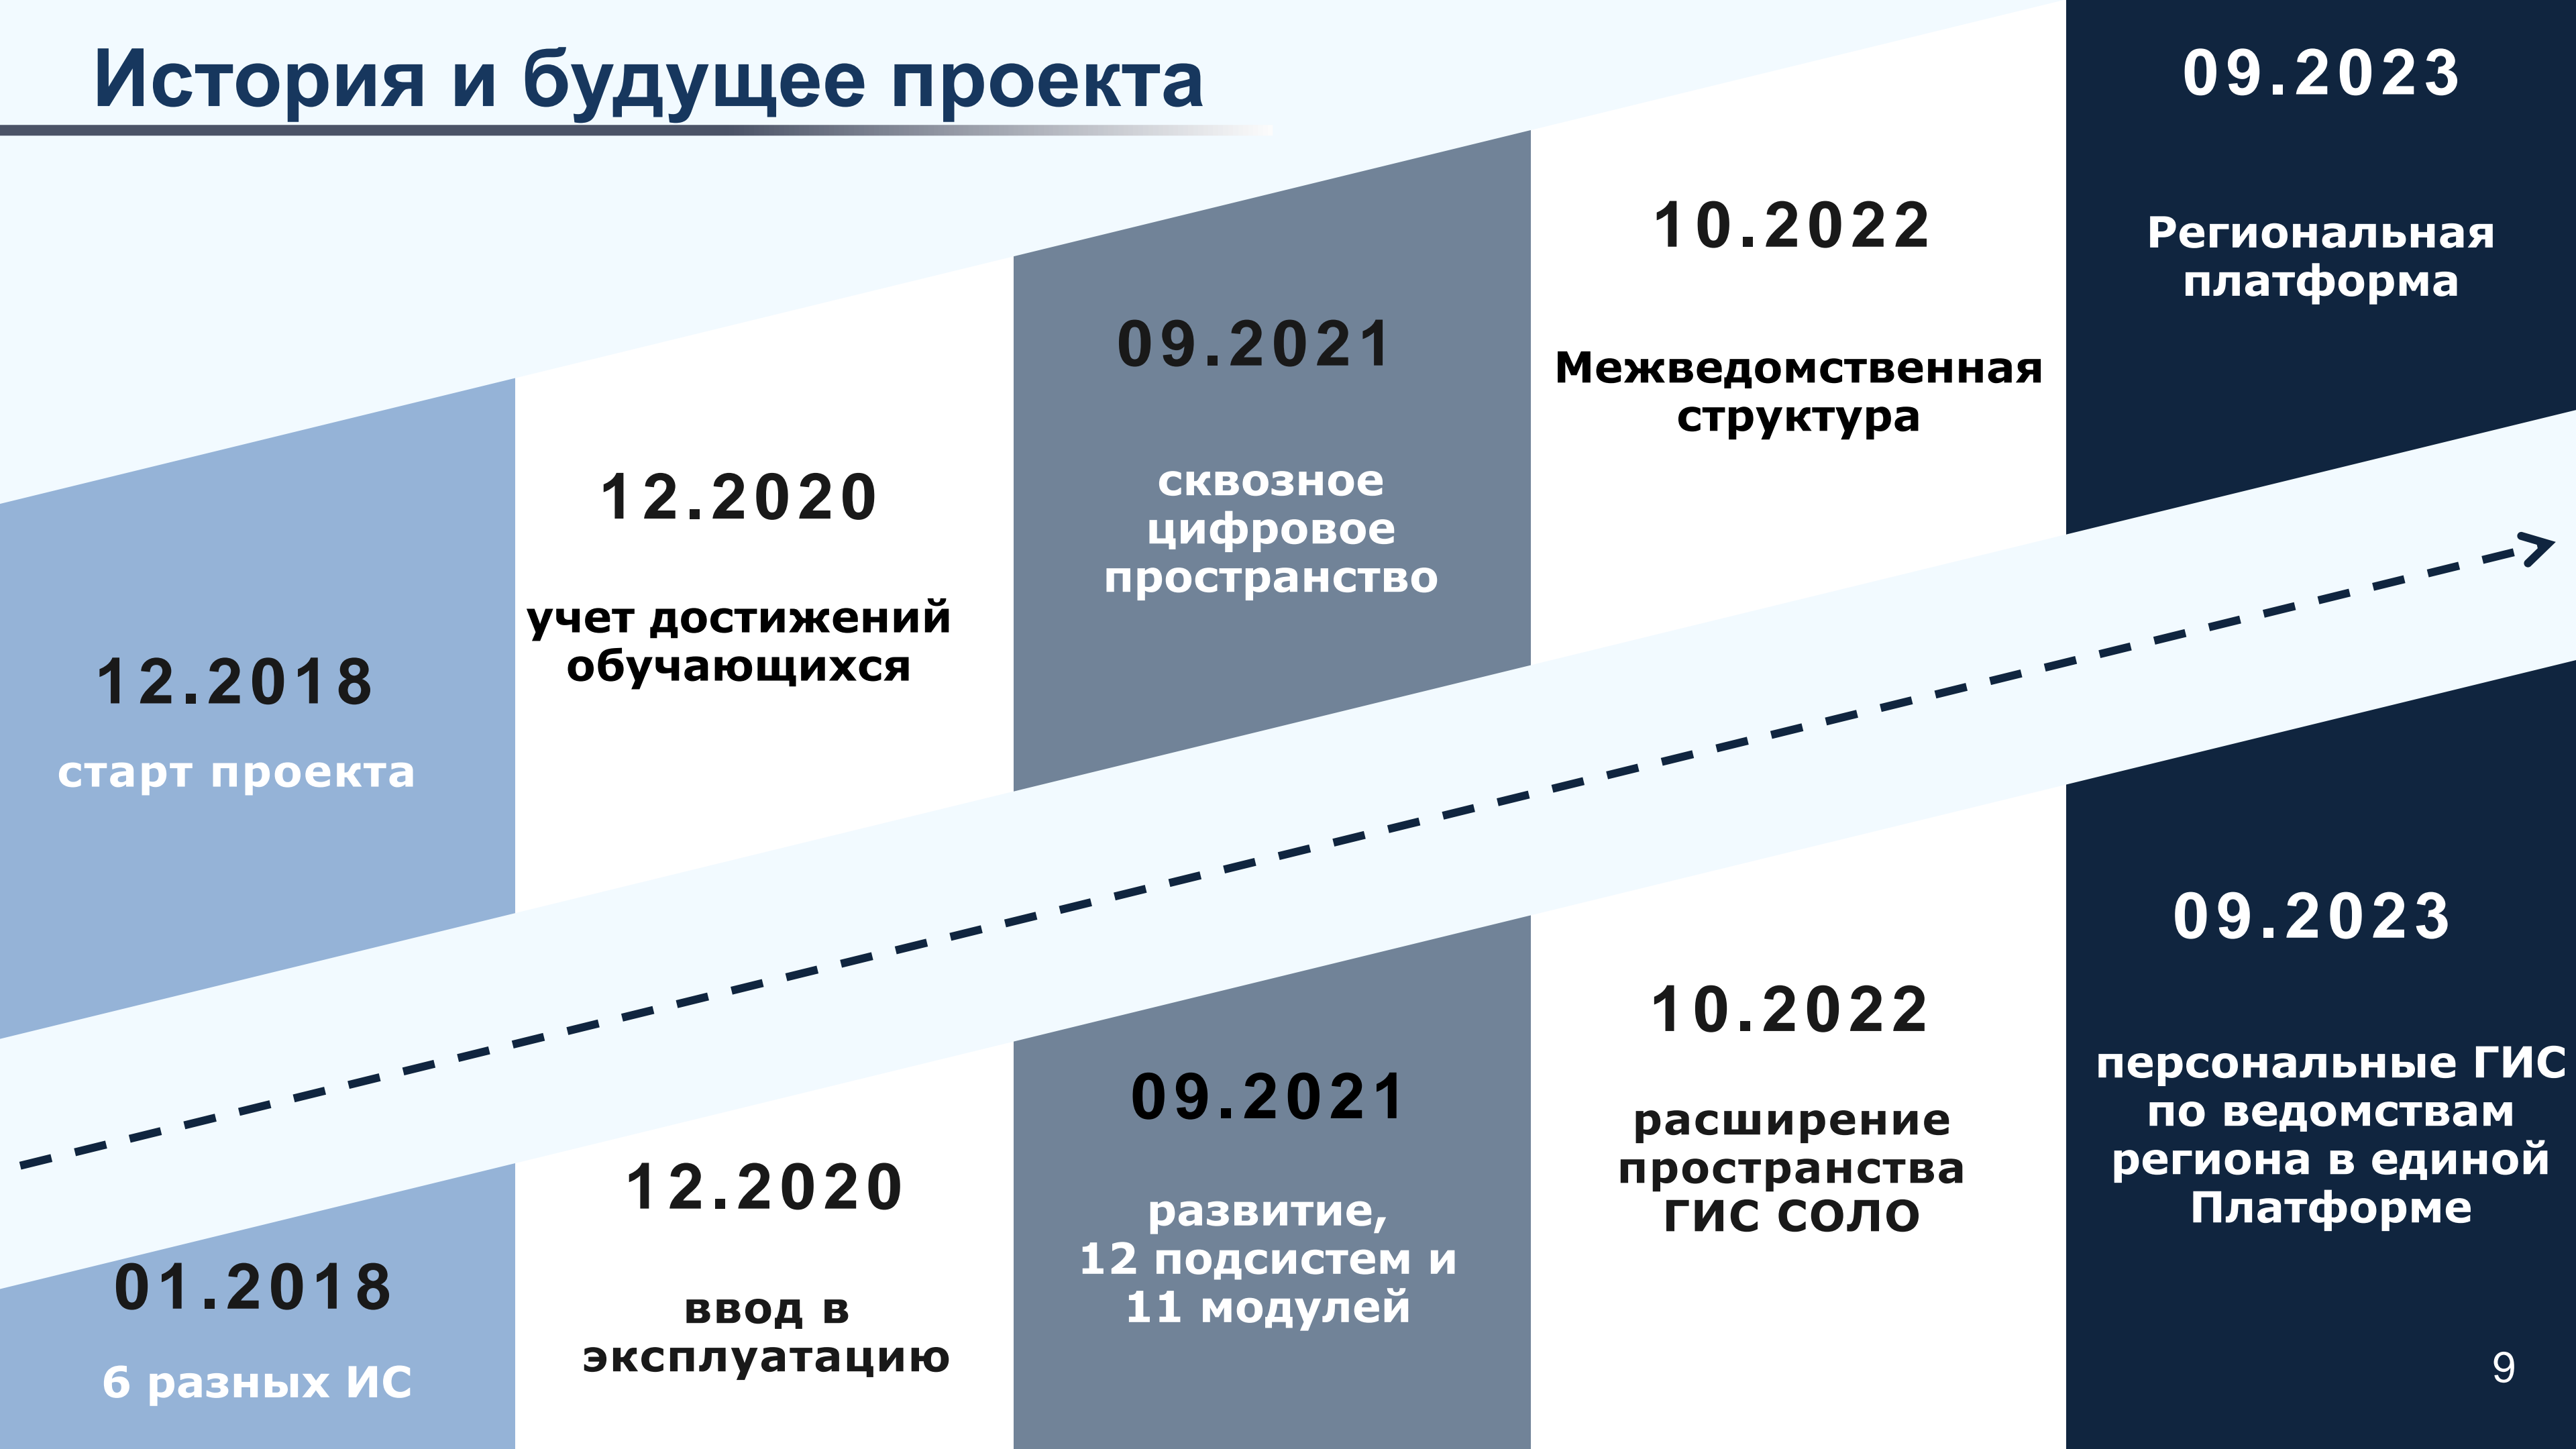 История и будущее проекта
12.2018
старт проекта
12.2020
учет достижений
обучающихся
09.2021
сквозное
цифровое
пространство
10.2022
Межведомственная
структура
09.2023
Региональная
платформа
01.2018
6 разных ИС
12.2020
ввод в
эксплуатацию
09.2021
развитие,
12 подсистем и
11 модулей
10.2022
расширение
пространства
ГИС СОЛО
09.2023
персональные ГИС
по ведомствам
региона в единой
Платформе
9